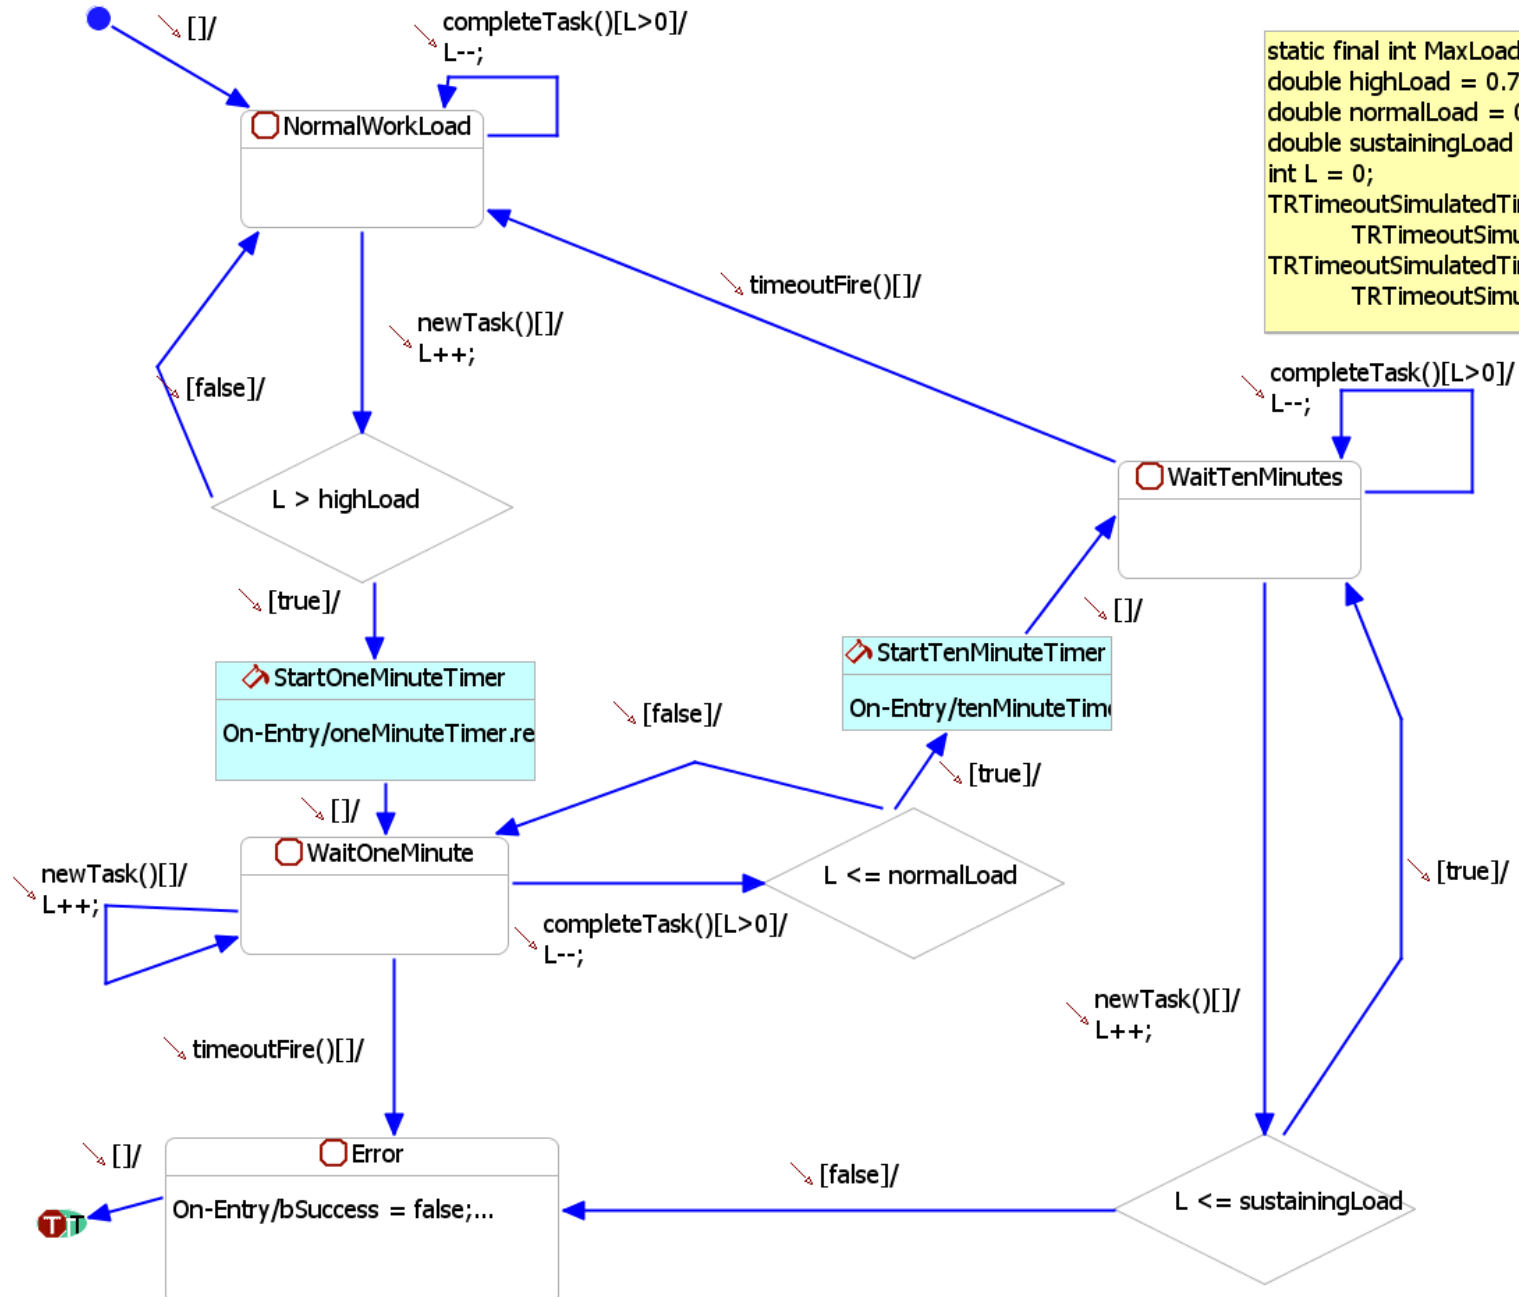 []/
completeTask()[L>0]/
L--;
NormalWorkLoad
static final int MaxLoad
double highLoad = 0.7
double normalLoad =
double sustainingLoad
int L = 0;
TRTimeoutSimulatedTi
TRTimeoutSimu
TRTimeoutSimulatedTi
TRTimeoutSimu
timeoutFire()[]/
newTask()[]/
L++;
[false]/
completeTask()[L>0]/
L--;
WaitTenMinutes
L > highLoad
[true]/
[]/
StartOneMinuteTimer
On-Entry/oneMinuteTimer.re
StartTenMinuteTimer
On-Entry/tenMinuteTime
[false]/
[true]/
[]/
WaitOneMinute
newTask()[]/
L++;
L <= normalLoad
completeTask()[L>0]/
L--;
[true]/
newTask()[]/
L++;
timeoutFire()[]/
[]/
Error
On-Entry/bSuccess = false;...
[false]/
L <= sustainingLoad
T
T